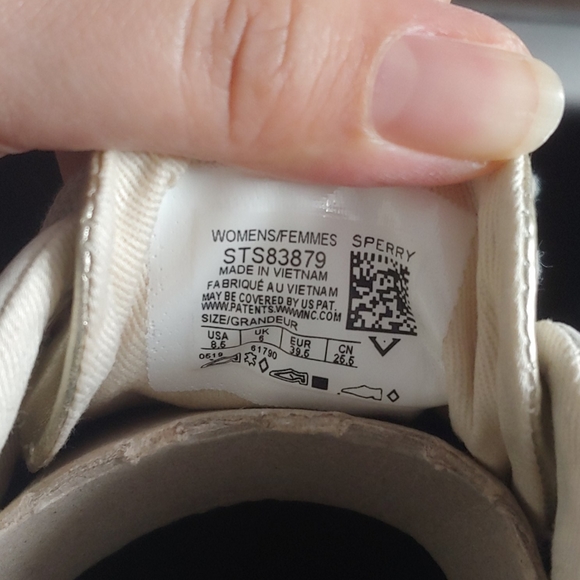 WOMENS/FEMMES SPERRY
STS83879
MADE IN VIETNAM
FABRIQUÉ AU VIETNAM
MAY BE COVERED BY US PAT.
WWW.PATENTS.WWWINC.COM
SIZE/GRANDEUR
USA UK EUR CN
8.5 6 39.5 25.5
0519 61790